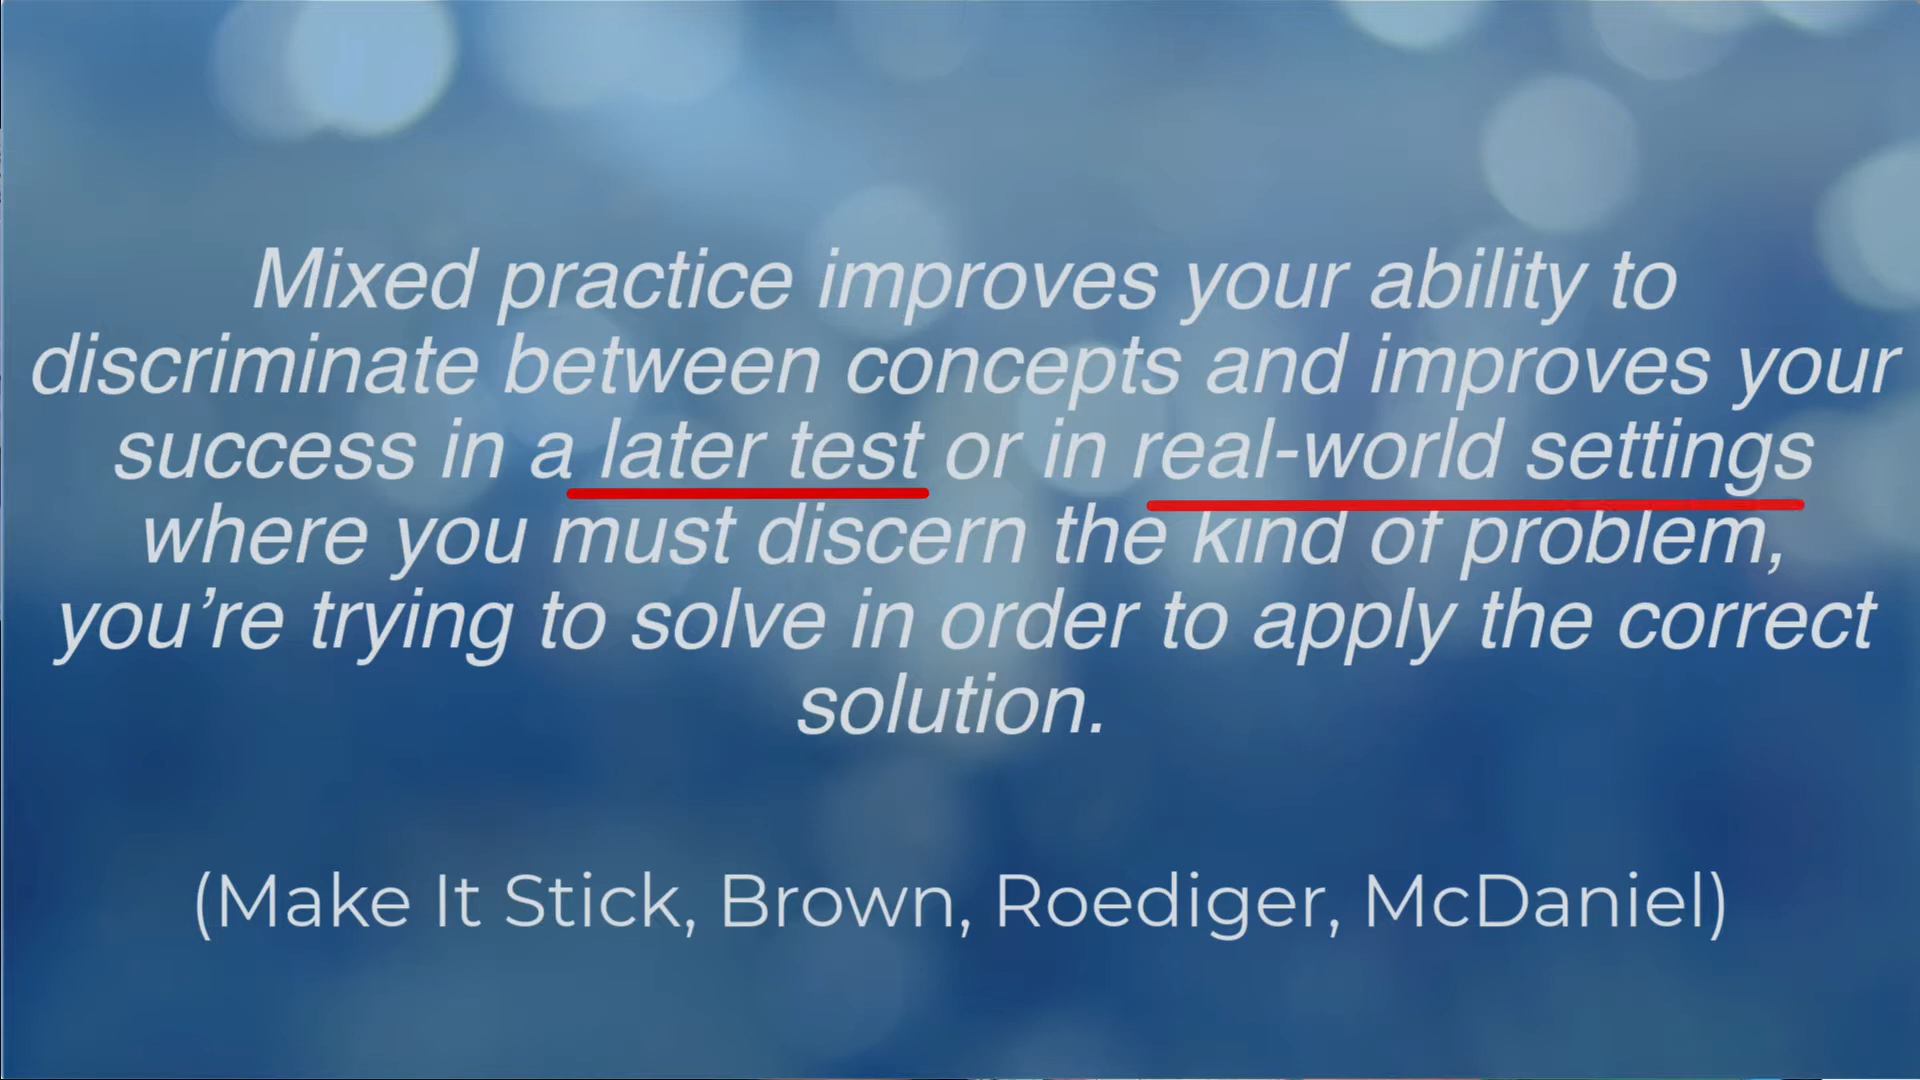 Mixed practice improves your ability to
discriminate between concepts and improves your
success in a later test or in real-world settings
where you must discern the kind of problem,
you’re trying to solve in order to apply the correct
solution.
(Make It Stick, Brown, Roediger, McDaniel)